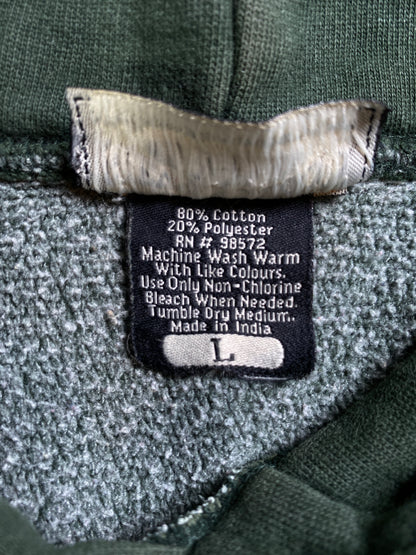 80% Cotton
20% Polyester
RN # 98572
Machine Wash Warm
With Like Colours.
Use Only Non-Chlorine
Bleach When Needed.
Tumble Dry Medium.
Made in India
L